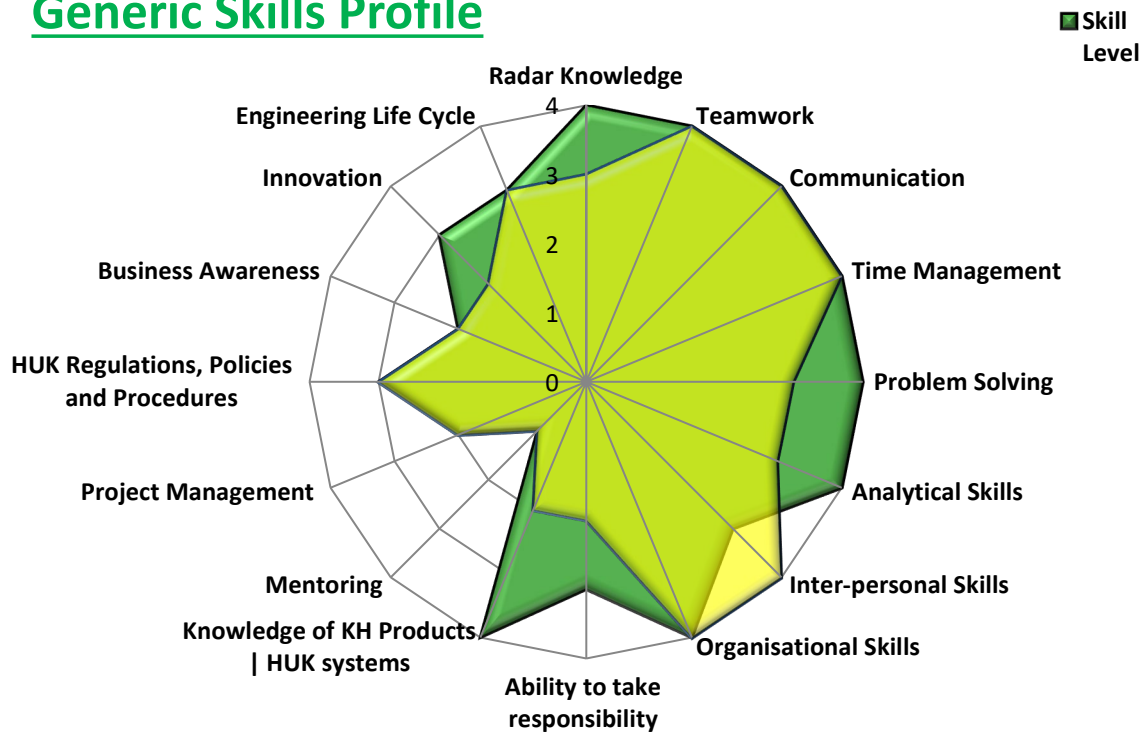 Generic Skills Profile
Skill
Level
Radar Knowledge
Teamwork
Communication
Time Management
Problem Solving
Analytical Skills
Inter-personal Skills
Organisational Skills
Ability to take
responsibility
Knowledge of KH Products
| HUK systems
Mentoring
Project Management
HUK Regulations, Policies
and Procedures
Business Awareness
Innovation
Engineering Life Cycle
4
3
2
1
0